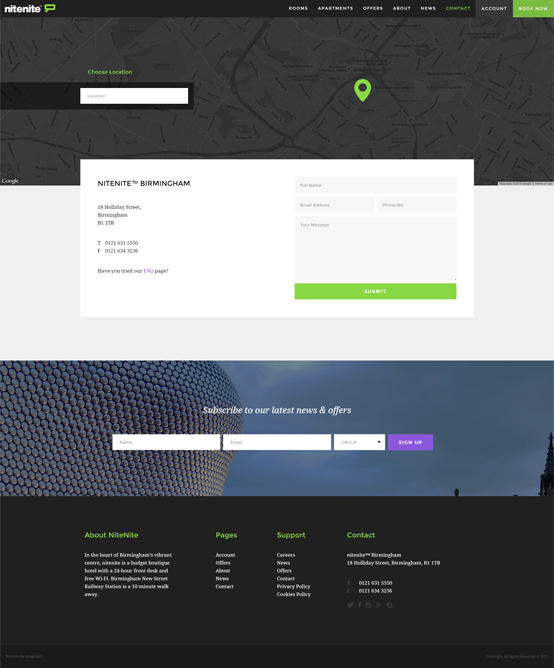 nitenite
ROOMS APARTMENTS OFFERS ABOUT NEWS CONTACT ACCOUNT BOOK NOW
Choose Location
Location
Google
NITENITE™ BIRMINGHAM
18 Holliday Street,
Birmingham
B1 1TB
T 0121 631 5550
f 0121 634 3236
Have you tried our FAQ page?
Full Name
Email Address Phone No.
Your Message
SUBMIT
Subscribe to our latest news & offers
Name Email GROUP SIGN UP
About NiteNite
In the heart of Birmingham's vibrant
centre, nitenite is a budget boutique
hotel with a 24-hour front desk and
free Wi-Fi. Birmingham New Street
Railway Station is a 10-minute walk
away.
Pages
Account
Offers
About
News
Contact
Support
Careers
News
Offers
Contact
Privacy Policy
Cookies Policy
Contact
nitenite™ Birmingham
18 Holliday Street, Birmingham, B1 1TB
T 0121 631 5550
f 0121 634 3236